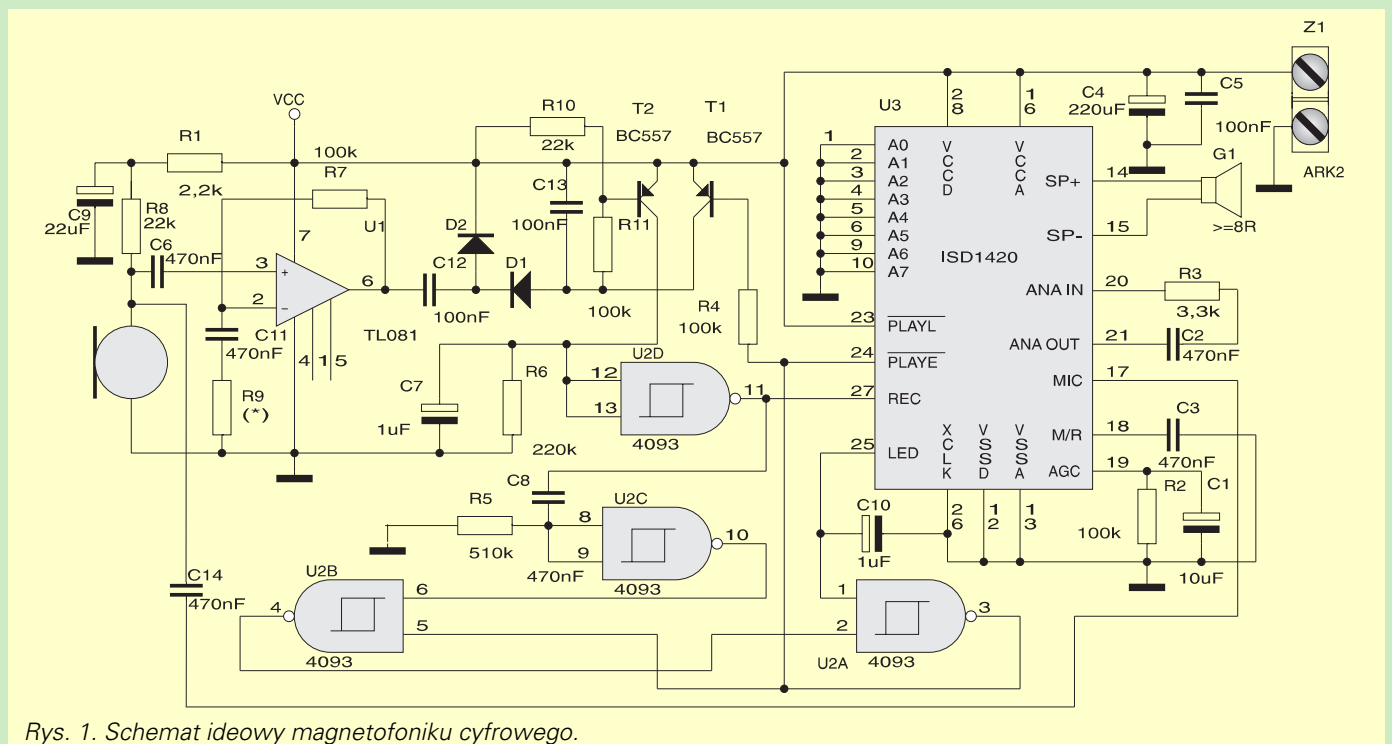 Z1
VCC
R1
2,2k
100k
R7
U1
R10
22k
T2
BC557
T1
BC557
U3
2
8
1
6
C4
220uF
C5
100nF
ARK2
C9
22uF
R8
22k
C6
470nF
3
+
2
−
7
6
4
1
5
TL081
C11
470nF
R9
(*)
D2
D1
C12
100nF
C13
100nF
R11
100k
R4
100k
1
2
3
4
5
6
9
10
A0
A1
A2
A3
A4
A5
A6
A7
V
C
C
D
V
C
C
A
ISD1420
SP+
14
SP-
15
G1
>=8R
ANA IN
20
R3
3,3k
ANA OUT
21
C2
470nF
MIC
17
23
PLAYL
24
PLAYE
27
REC
25
LED
X
C
L
K
V
S
S
D
V
S
S
A
M/R
18
C3
470nF
AGC
19
R2
100k
C1
10uF
2
6
1
2
1
3
C7
1uF
R6
220k
U2D
12
13
11
4093
C8
470nF
R5
510k
U2C
8
9
10
4093
C10
1uF
C14
470nF
U2B
4
6
5
4093
1
2
3
U2A
4093
Rys. 1. Schemat ideowy magnetofoniku cyfrowego.